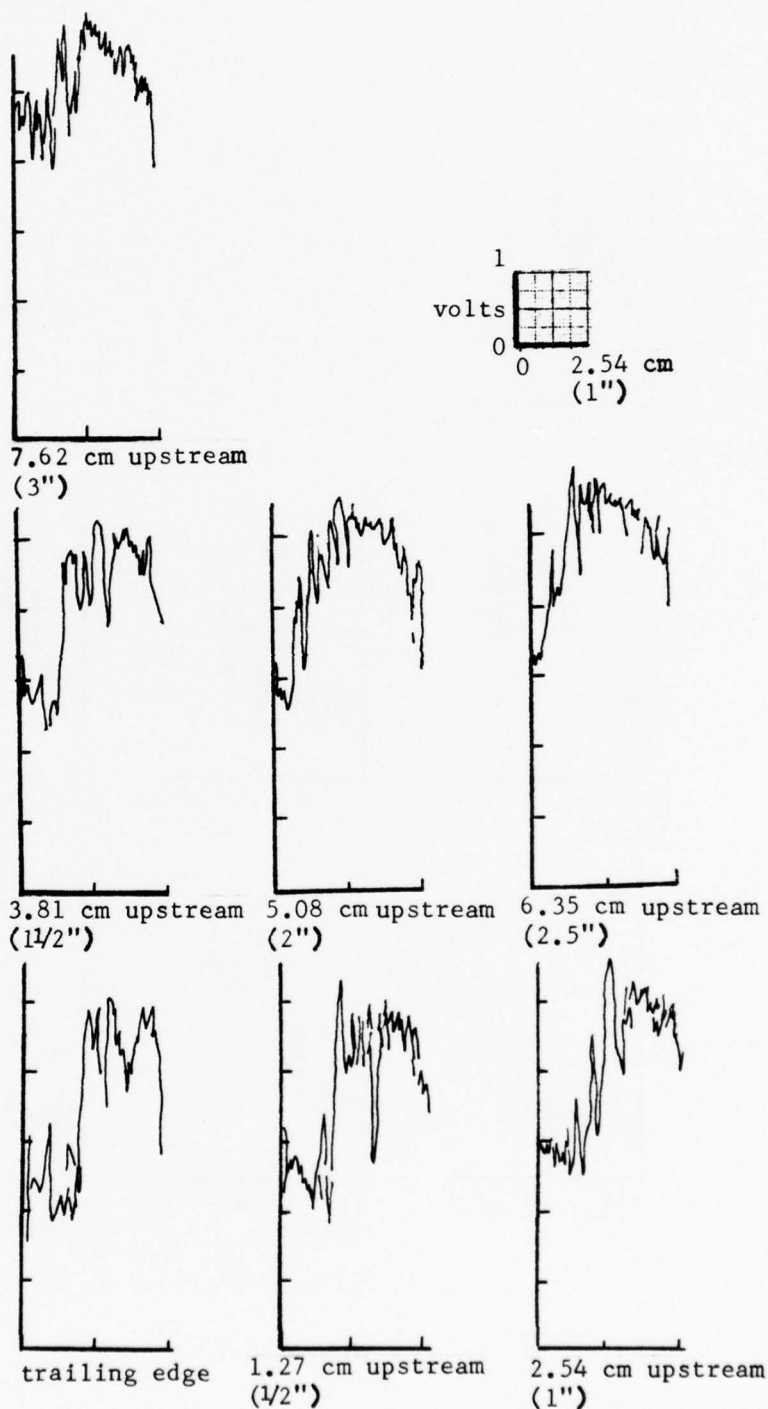 1
volts
0
0 2.54 cm
(1")
7.62 cm upstream
(3")
3.81 cm upstream
(1 1/2")
5.08 cm upstream
(2")
6.35 cm upstream
(2.5")
trailing edge
1.27 cm upstream
(1/2")
2.54 cm upstream
(1")